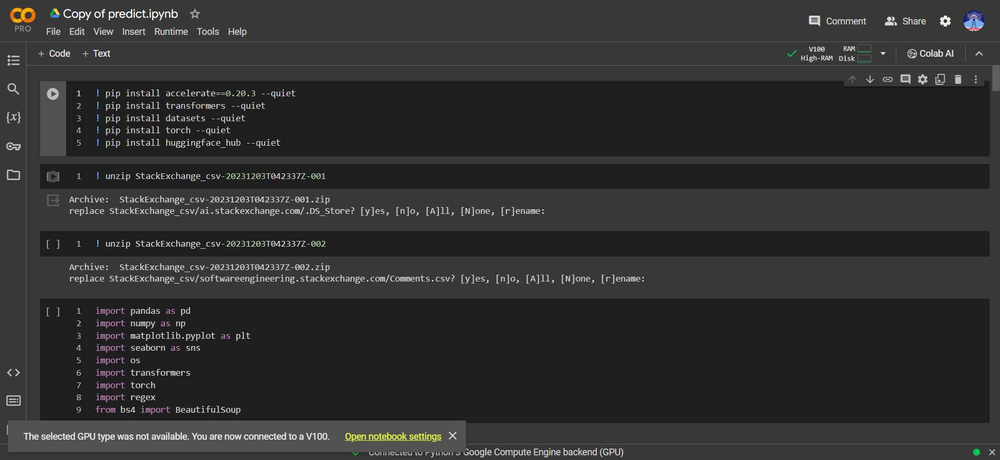 Copy of predict.ipynb
PRO
File Edit View Insert Runtime Tools Help
Comment Share
+ Code + Text
V100 RAM
High-RAM Disk
Colab AI
1 ! pip install accelerate==0.20.3 --quiet
2 ! pip install transformers --quiet
3 ! pip install datasets --quiet
4 ! pip install torch --quiet
5 ! pip install huggingface_hub --quiet
1 ! unzip StackExchange_csv-20231203T042337Z-001
Archive:  StackExchange_csv-20231203T042337Z-001.zip
replace StackExchange_csv/ai.stackexchange.com/.DS_Store? [y]es, [n]o, [A]ll, [N]one, [r]ename:
[ ] 1 ! unzip StackExchange_csv-20231203T042337Z-002
Archive:  StackExchange_csv-20231203T042337Z-002.zip
replace StackExchange_csv/softwareengineering.stackexchange.com/Comments.csv? [y]es, [n]o, [A]ll, [N]one, [r]ename:
[ ] 1 import pandas as pd
2 import numpy as np
3 import matplotlib.pyplot as plt
4 import seaborn as sns
5 import os
6 import transformers
7 import torch
8 import regex
9 from bs4 import BeautifulSoup
The selected GPU type was not available. You are now connected to a V100. Open notebook settings
Connected to Python 3 Google Compute Engine backend (GPU)